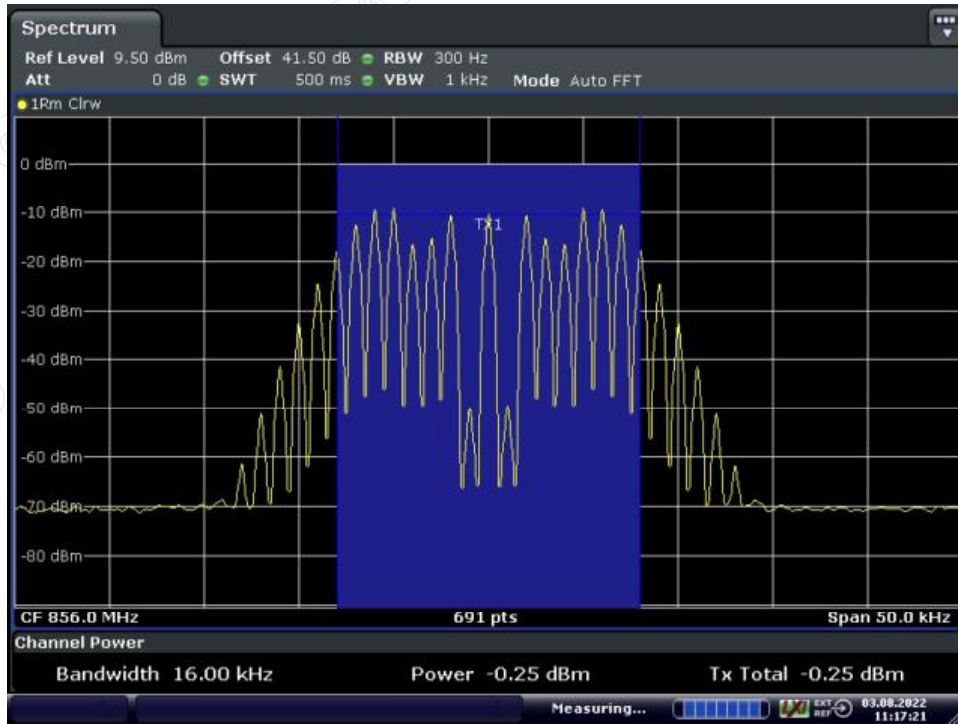 Spectrum
Ref Level 9.50 dBm Offset 41.50 dB RBW 300 Hz
Att 0 dB SWT 500 ms VBW 1 kHz Mode Auto FFT
1Rm Clrw
0 dBm
-10 dBm
TX1
-20 dBm
-30 dBm
-40 dBm
-50 dBm
-60 dBm
-70 dBm
-80 dBm
CF 856.0 MHz 691 pts Span 50.0 kHz
Channel Power
Bandwidth 16.00 kHz Power -0.25 dBm Tx Total -0.25 dBm
Measuring... LXI EXT REF 03.08.2022
11:17:21